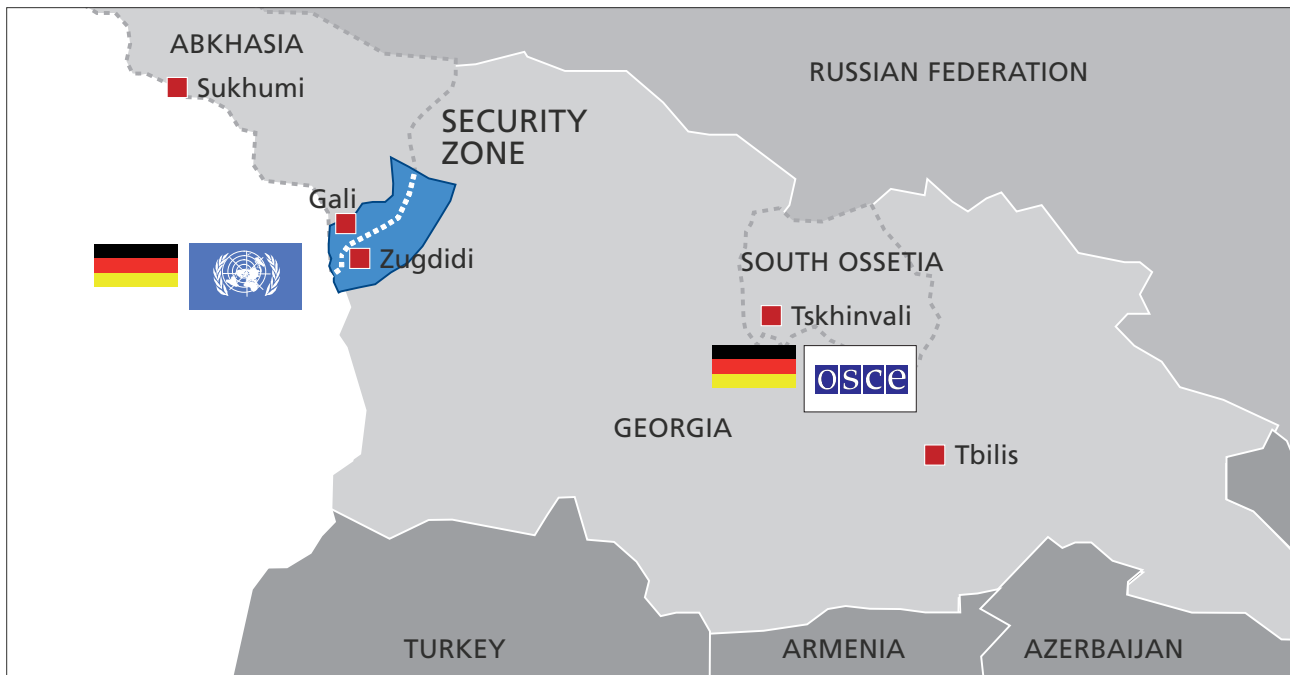 ABKHASIA
Sukhumi
RUSSIAN FEDERATION
SECURITY
ZONE
Gali
Zugdidi
SOUTH OSSETIA
Tskhinvali
osce
GEORGIA
Tbilis
TURKEY
ARMENIA
AZERBAIJAN